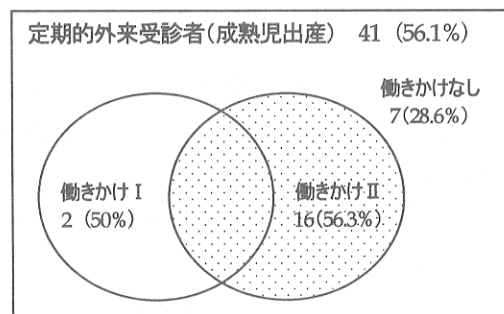 定期的外来受診者(成熟児出産) 41 (56.1%)
働きかけなし
7(28.6%)
働きかけⅠ
2 (50%)
働きかけⅡ
16(56.3%)